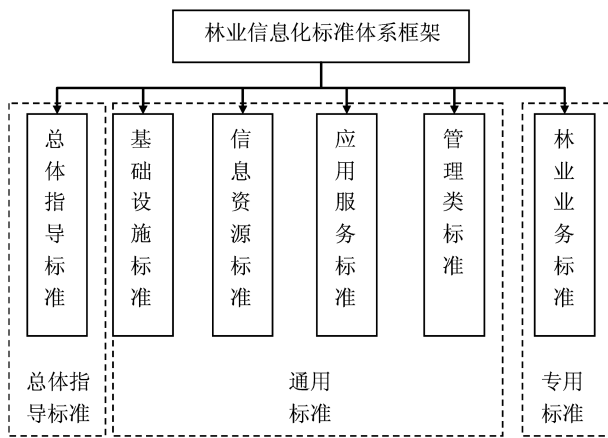 林业信息化标准体系框架
总体指导标准
基础设施标准
信息资源标准
应用服务标准
管理类标准
林业业务标准
总体指
导标准
通用
标准
专用
标准